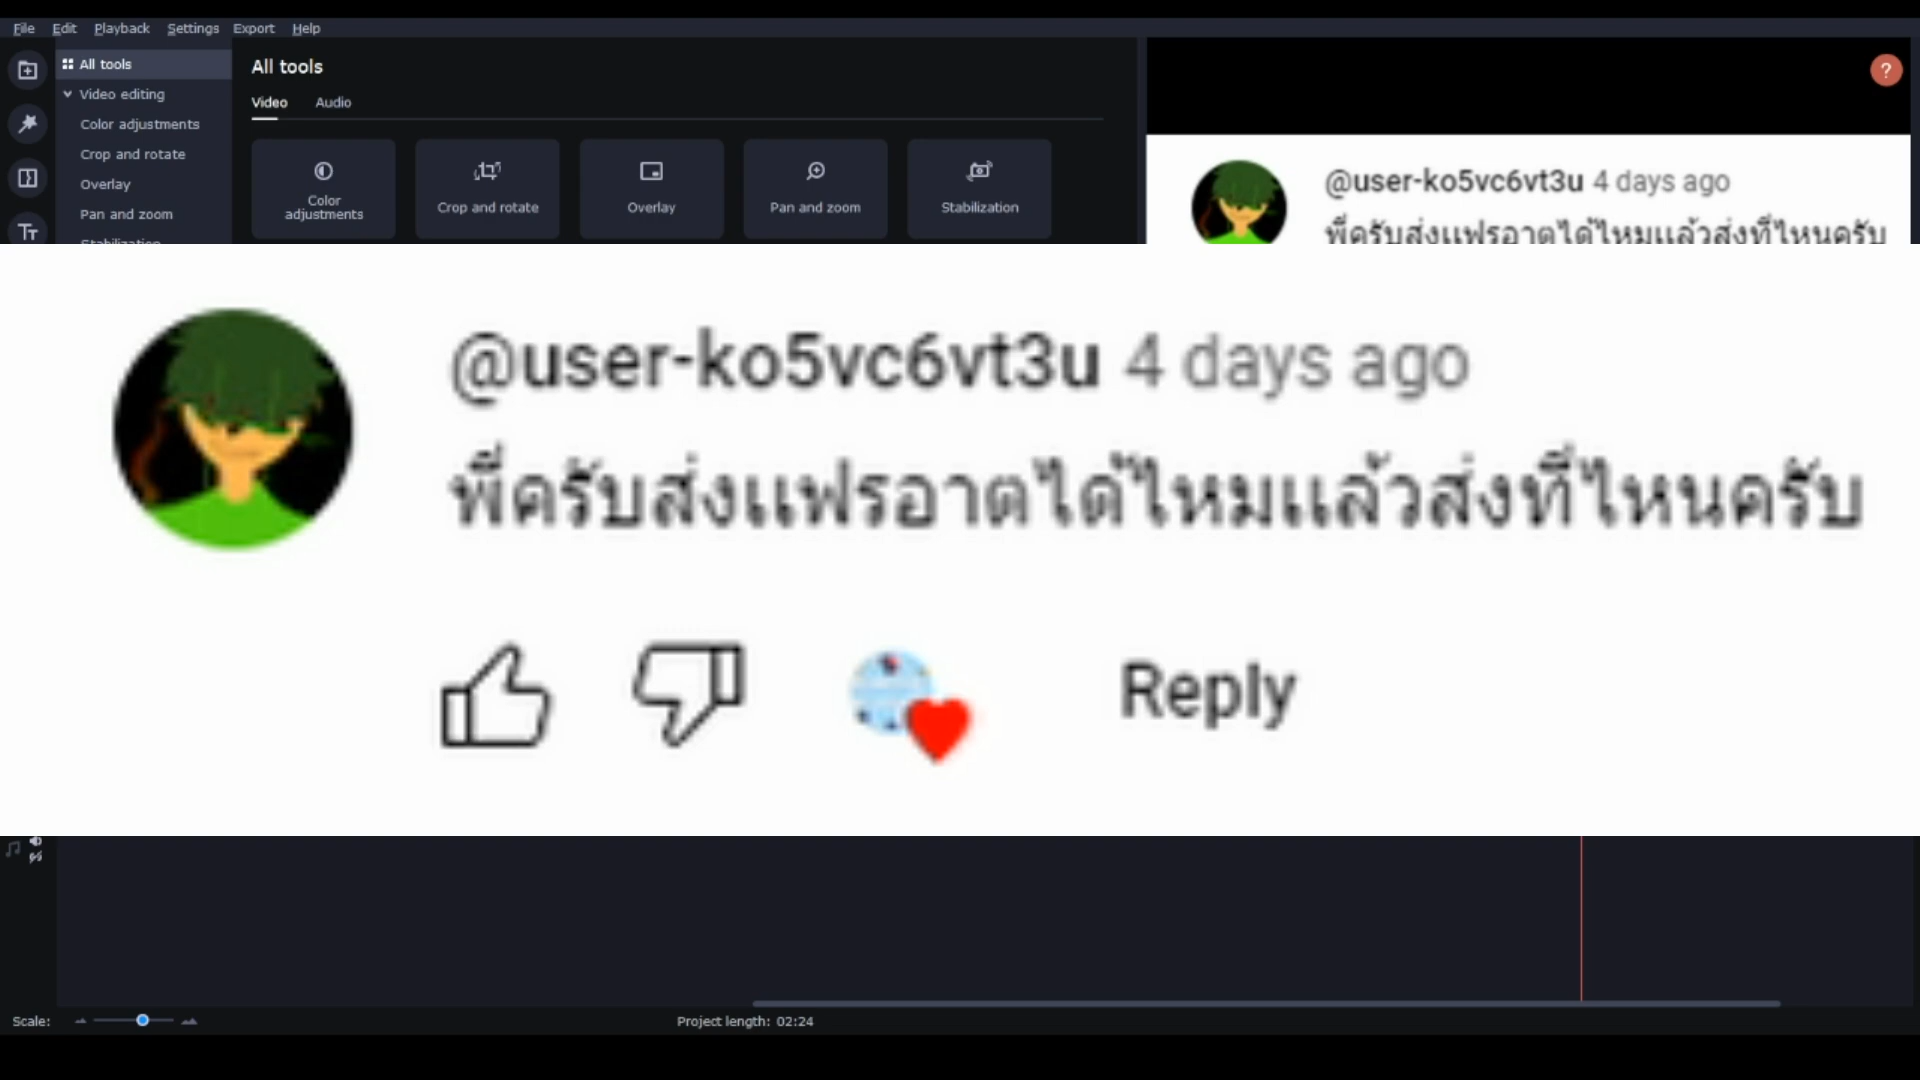 File Edit Playback Settings Export Help
All tools
Video editing
Color adjustments
Crop and rotate
Overlay
Pan and zoom
Stabilization
All tools
Video Audio
Color adjustments
Crop and rotate
Overlay
Pan and zoom
Stabilization
?
@user-ko5vc6vt3u 4 days ago
พี่ครับส่งแฟรอาตได้ไหมแล้วส่งที่ไหนครับ
@user-ko5vc6vt3u 4 days ago
พี่ครับส่งแฟรอาตได้ไหมแล้วส่งที่ไหนครับ
Reply
Scale:
Project length: 02:24